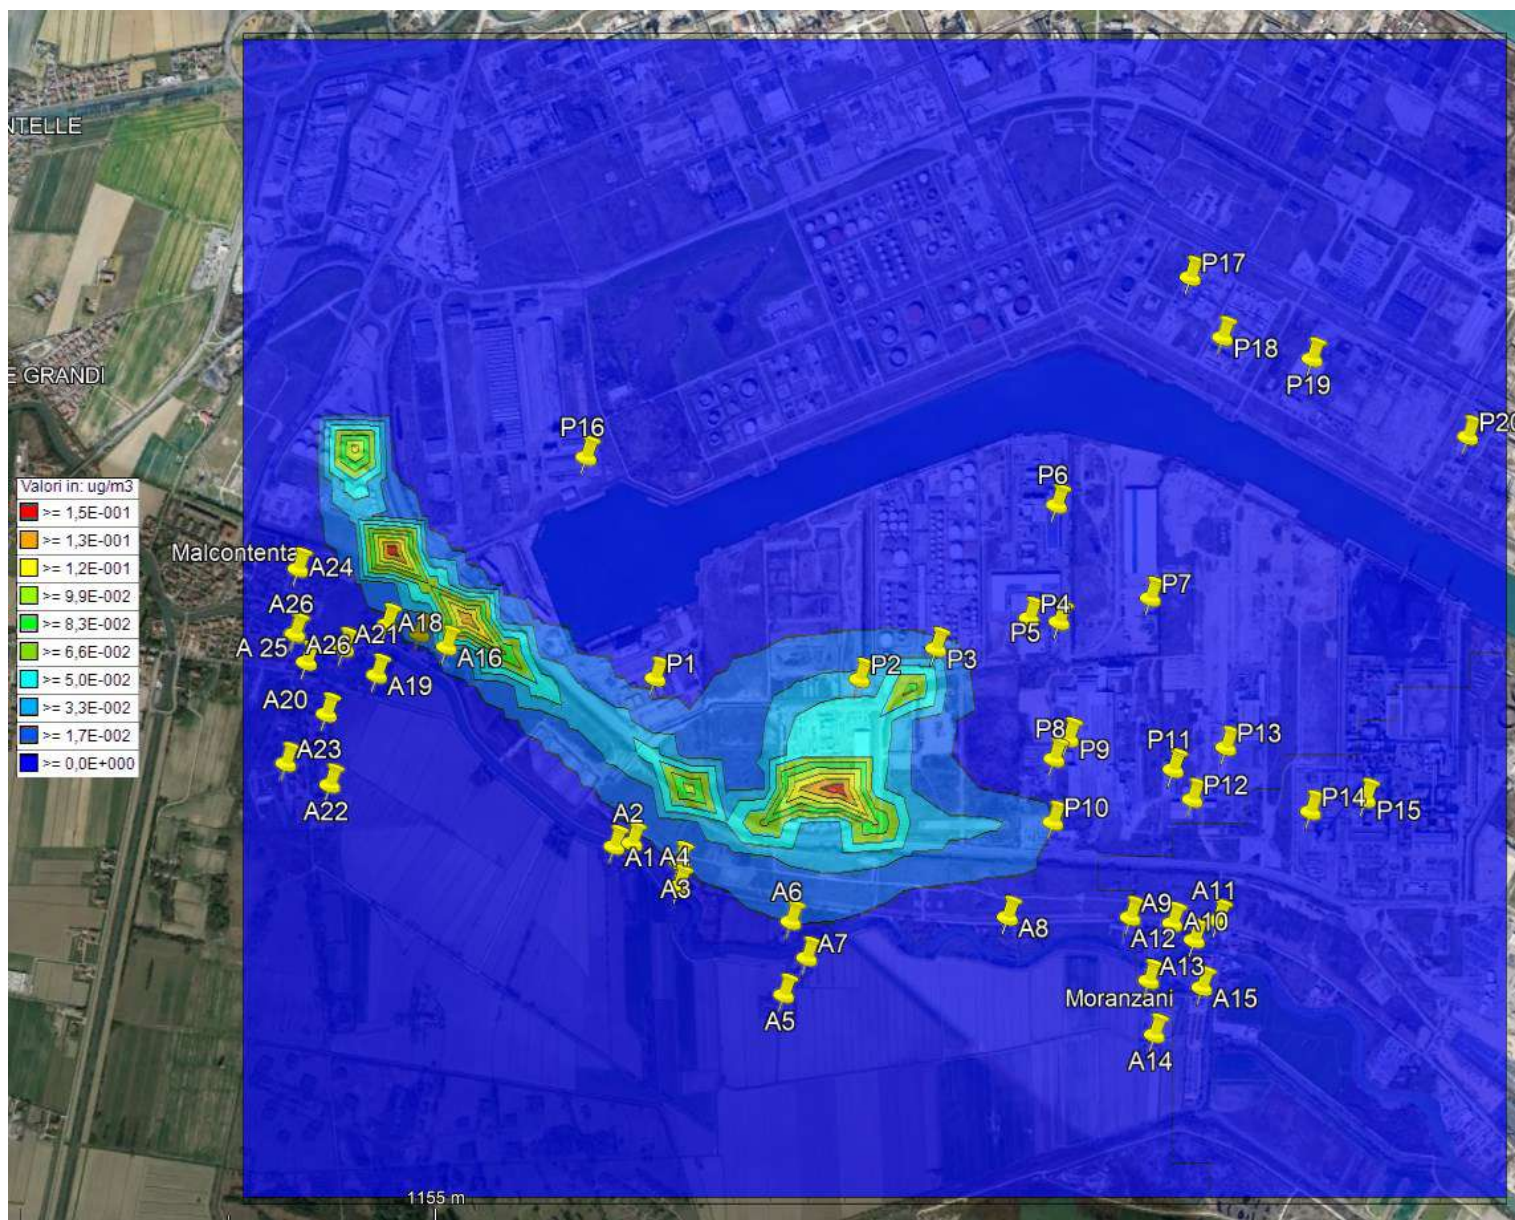 NTELLE
P17
P18
P19
E GRANDI
P20
P16
P6
Valori in: ug/m3
>= 1,5E-001
>= 1,3E-001
>= 1,2E-001
>= 9,9E-002
>= 8,3E-002
>= 6,6E-002
>= 5,0E-002
>= 3,3E-002
>= 1,7E-002
>= 0,0E+000
Malcontenta
A24
P7
A26
P4
A18
P5
A21
A 25
A26
A16
P1
P2
P3
A19
A20
P8
P13
P11
P9
A23
P12
A22
P14
P15
P10
A2
A1
A4
A3
A6
A11
A9
A10
A8
A12
A7
A13
Moranzani
A15
A5
A14
1155 m